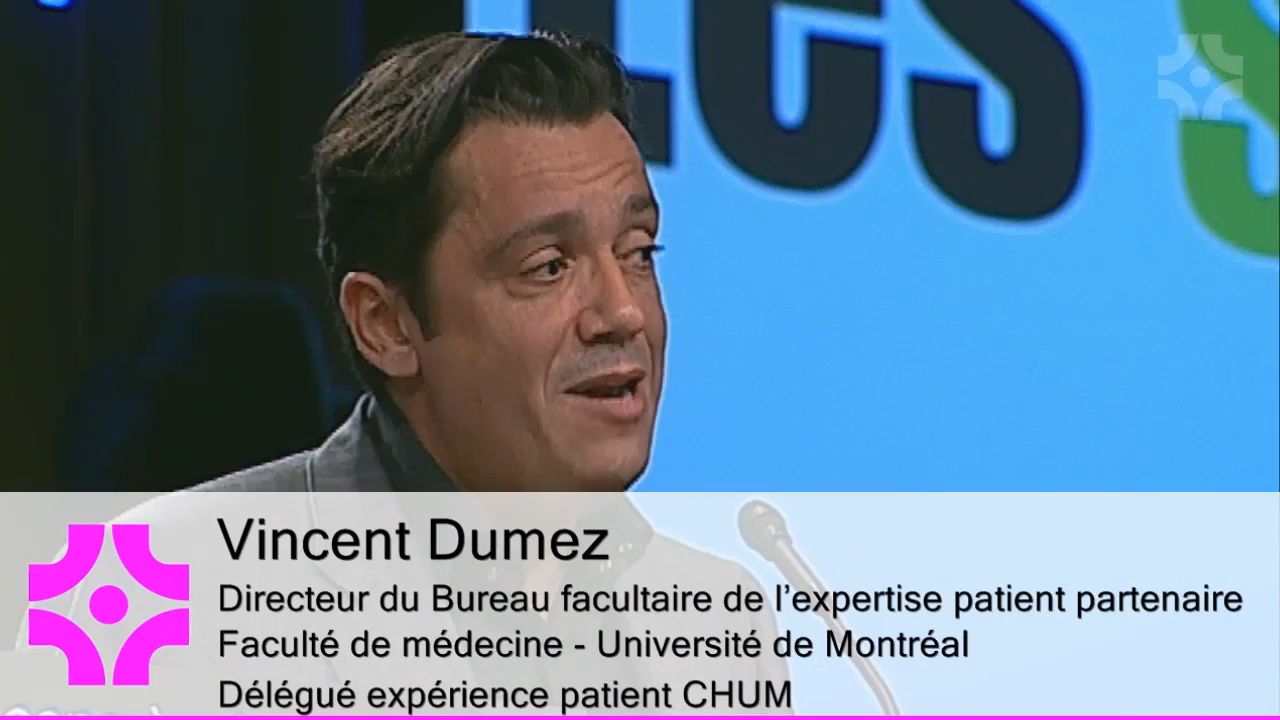 Les
Vincent Dumez
Directeur du Bureau facultaire de l’expertise patient partenaire
Faculté de médecine - Université de Montréal
Délégué expérience patient CHUM